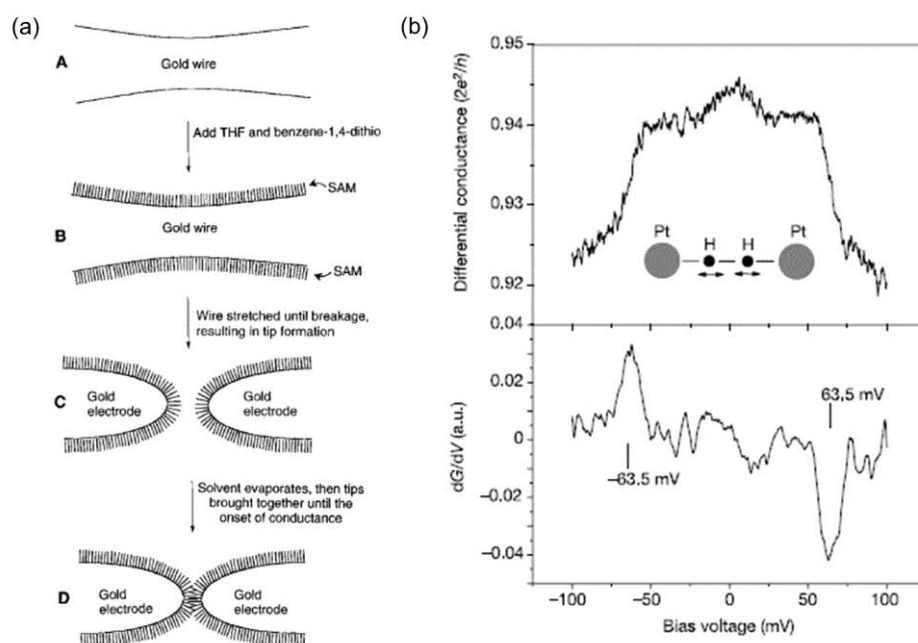 (a)
A
Gold wire
Add THF and benzene-1,4-dithio
SAM
B
Gold wire
SAM
Wire stretched until breakage,
resulting in tip formation
C
Gold
electrode
Gold
electrode
Solvent evaporates, then tips
brought together until the
onset of conductance
D
Gold electrode
Gold electrode
(b)
Differential conductance (2e²/h)
0,95
0,94
0,93
0,92
0.04
Pt
H
H
Pt
dG/dV (a.u.)
0.02
0
−0.02
−0.04
63,5 mV
−63.5 mV
−100
−50
0
50
100
Bias voltage (mV)